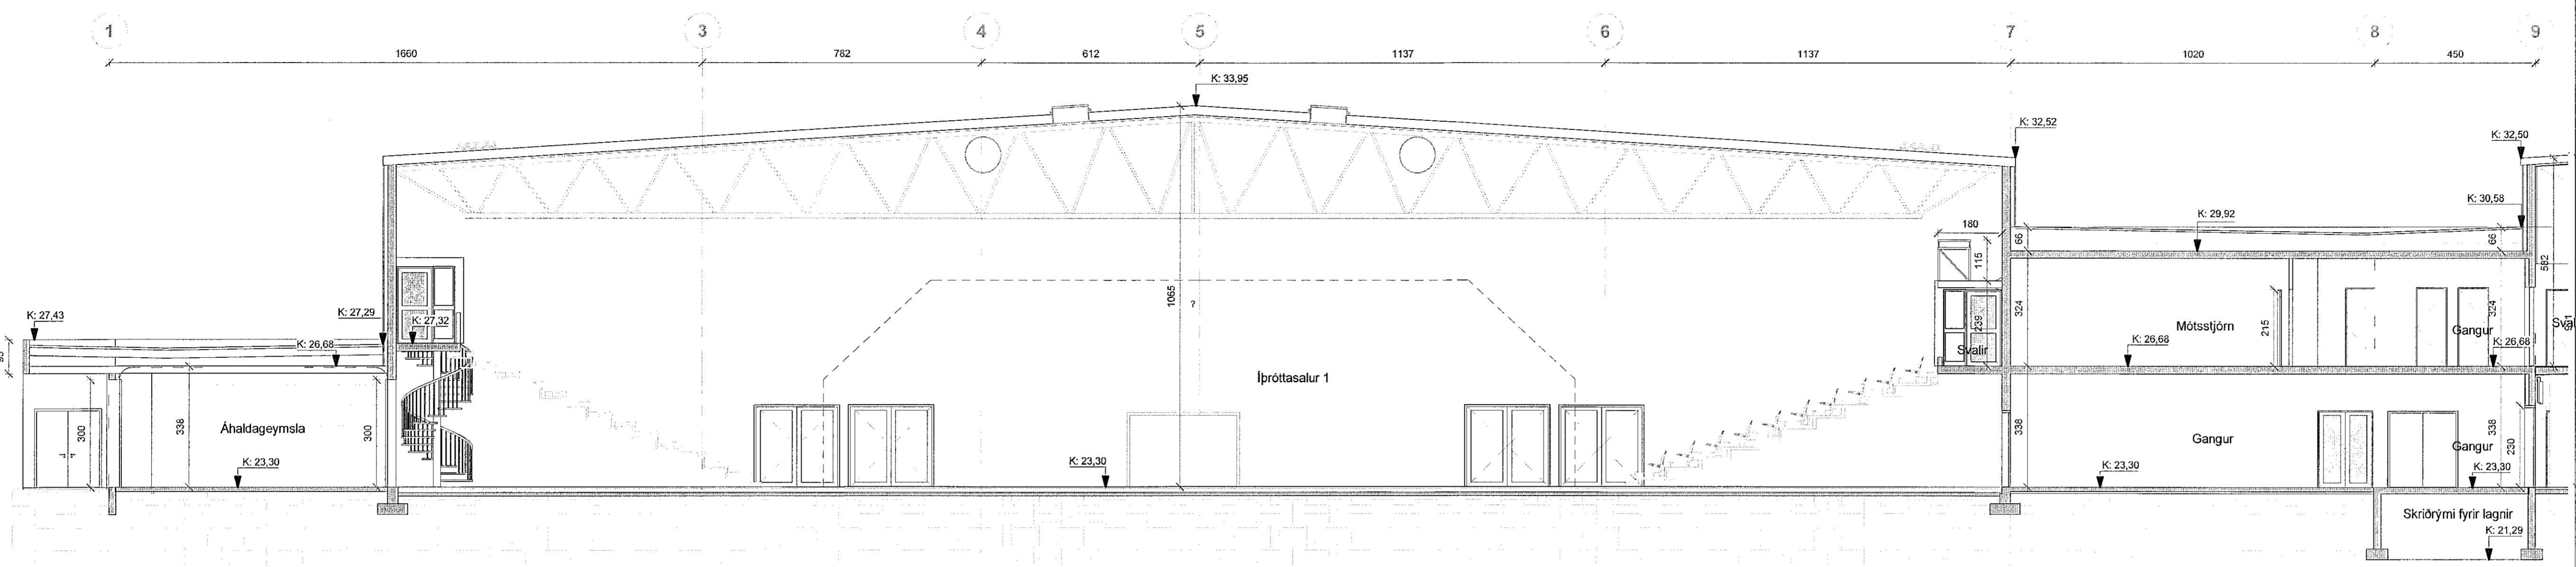 1 3 4 5 6 7 8 9
1660 782 612 1137 1137 1020 450
K: 33,95
K: 32,52
K: 32,50
K: 30,58
K: 29,92
180
66
66
115
582
1065
?
K: 27,43
K: 27,29
K: 27,32
K: 26,68
324
239
Svalir
Mótsstjórn
215
324
Gangur
K: 26,68
K: 26,68
Íþróttasalur 1
300
338
Áhaldageymsla
300
338
Gangur
338
Gangur
230
K: 23,30
K: 23,30
K: 23,30
K: 23,30
Skriðrými fyrir lagnir
K: 21,29